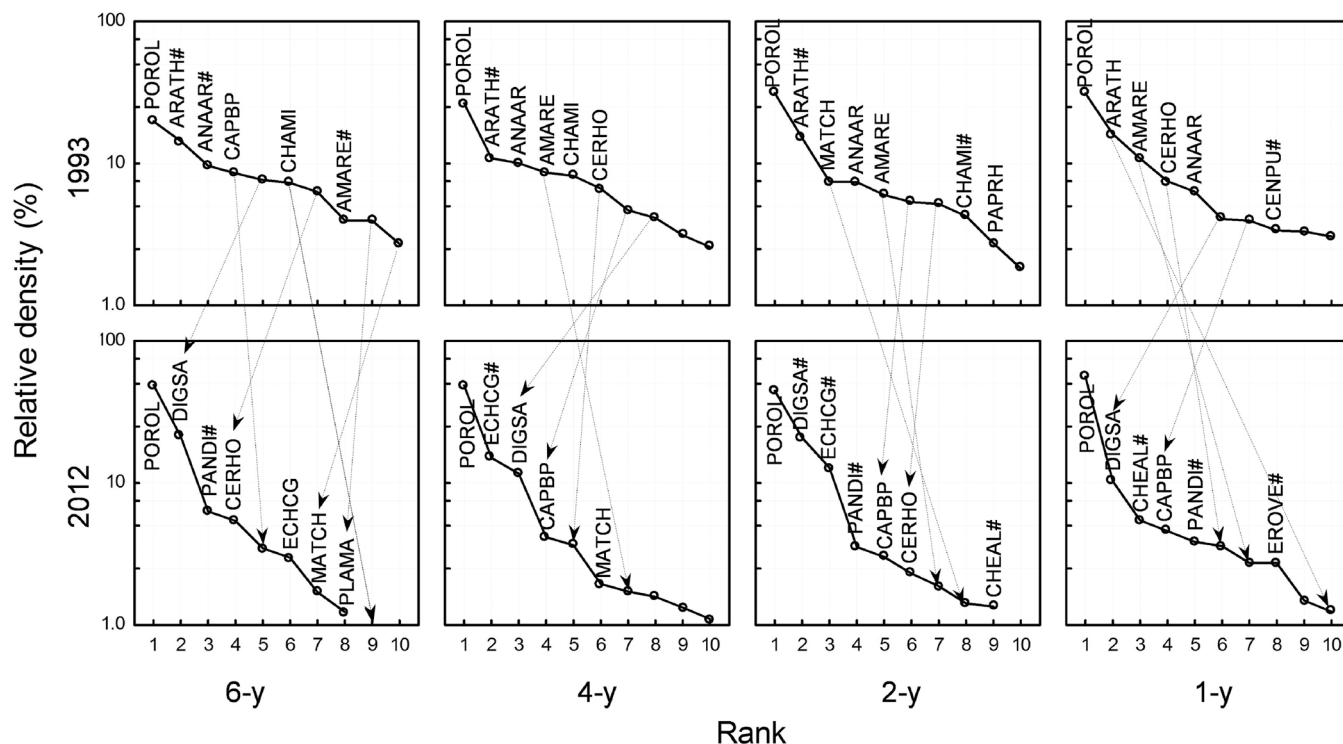 Relative density (%)
1993
2012
100
10
1.0
POROL
ARATH#
ANAAR#
CAPBP
CHAMI
AMARE#
POROL
ARATH#
ANAAR
AMARE
CHAMI
CERHO
POROL
ARATH#
MATCH
ANAAR
AMARE
CHAMI#
PAPRH
POROL
ARATH
AMARE
CERHO
ANAAR
CENPU#
100
10
1.0
POROL
DIGSA
PANDI#
CERHO
ECHCG
MATCH
PLAMA
POROL
ECHCG#
DIGSA
CAPBP
MATCH
POROL
DIGSA#
ECHCG#
PANDI#
CAPBP
CERHO
CHEAL#
POROL
DIGSA
CHEAL#
CAPBP
PANDI#
EROVE#
1 2 3 4 5 6 7 8 9 10
1 2 3 4 5 6 7 8 9 10
1 2 3 4 5 6 7 8 9 10
1 2 3 4 5 6 7 8 9 10
6-y
4-y
2-y
1-y
Rank